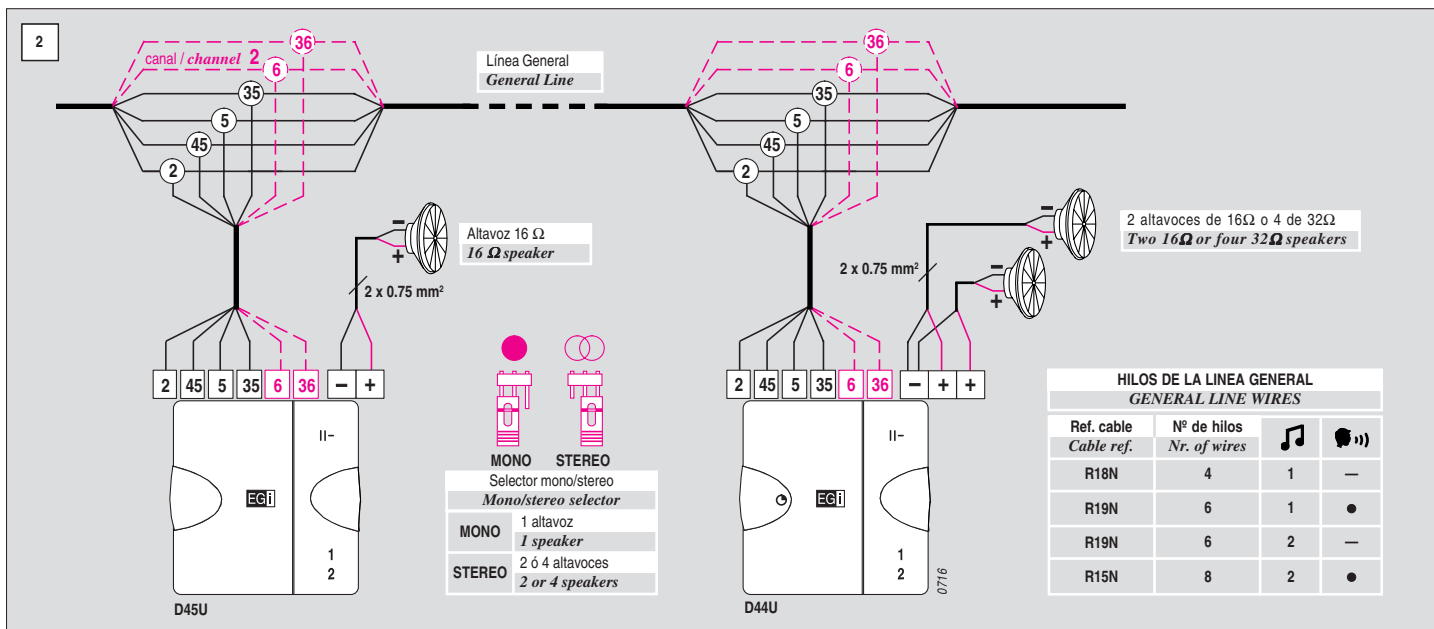 2
canal / channel 2
36
6
35
5
45
2
Línea General
General Line
36
6
35
5
45
2
−
+
Altavoz 16 Ω
16 Ω speaker
2 x 0.75 mm²
−
+
−
+
2 altavoces de 16Ω o 4 de 32Ω
Two 16Ω or four 32Ω speakers
2 x 0.75 mm²
2 45 5 35 6 36 − +
II−
EGi
1
2
D45U
MONO STEREO
Selector mono/stereo
Mono/stereo selector
MONO
1 altavoz
1 speaker
STEREO
2 ó 4 altavoces
2 or 4 speakers
2 45 5 35 6 36 − + +
II−
EGi
1
2
0716
D44U
HILOS DE LA LINEA GENERAL
GENERAL LINE WIRES
Ref. cable Nº de hilos
Cable ref. Nr. of wires
R18N 4 1 —
R19N 6 1 ●
R19N 6 2 —
R15N 8 2 ●